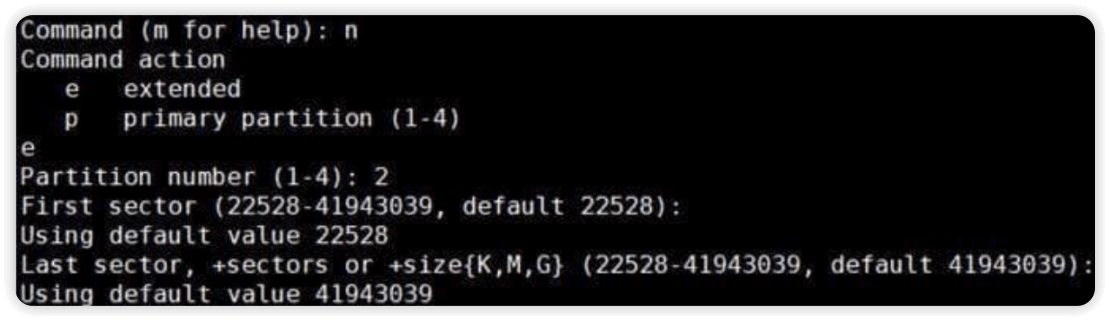 Command (m for help): n
Command action
   e   extended
   p   primary partition (1-4)
e
Partition number (1-4): 2
First sector (22528-41943039, default 22528):
Using default value 22528
Last sector, +sectors or +size{K,M,G} (22528-41943039, default 41943039):
Using default value 41943039